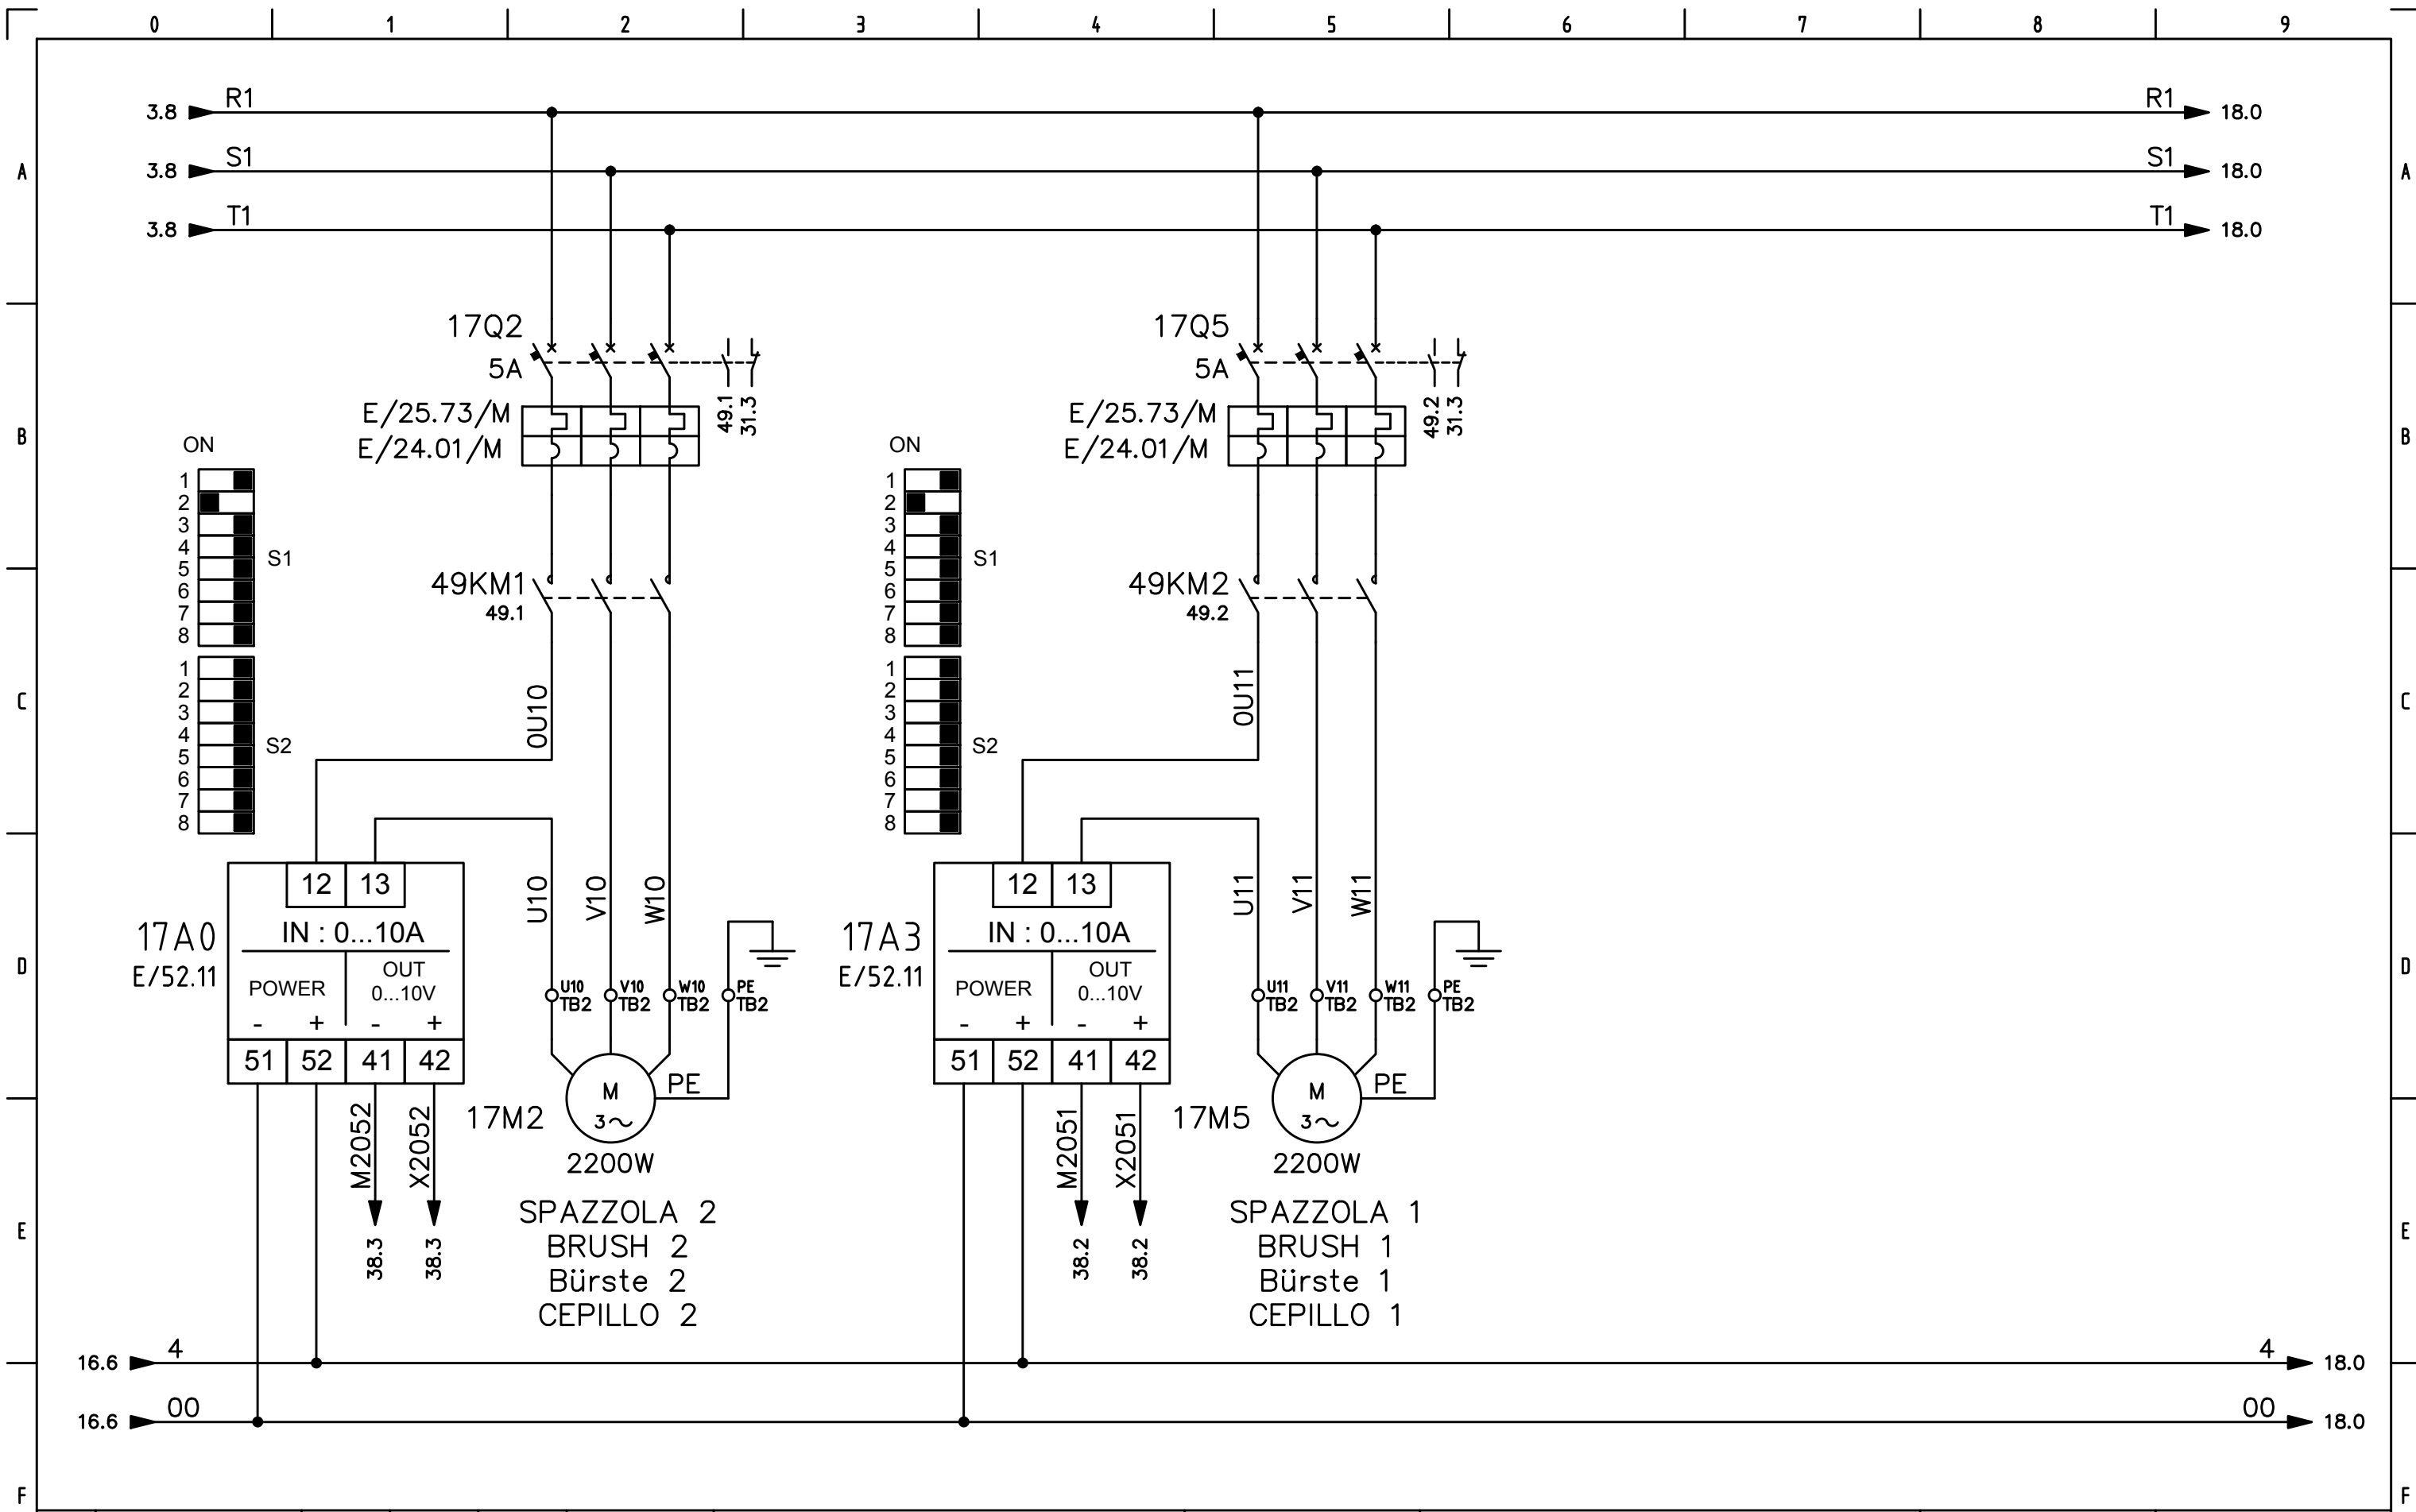 0 1 2 3 4 5 6 7 8 9
3.8 R1 R1 18.0
A 3.8 S1 S1 18.0 A
3.8 T1 T1 18.0
17Q2
5A
49.1
31.3
E/25.73/M
E/24.01/M
17Q5
5A
49.2
31.3
E/25.73/M
E/24.01/M
B B
ON
1
2
3
4
5
6
7
8
S1
1
2
3
4
5
6
7
8
S2
49KM1
49.1
0U10
ON
1
2
3
4
5
6
7
8
S1
1
2
3
4
5
6
7
8
S2
49KM2
49.2
0U11
C C
12 13
17A0
E/52.11
IN : 0...10A
POWER
OUT
0...10V
- + - +
51 52 41 42
U10
V10
W10
U10
TB2
V10
TB2
W10
TB2
PE
TB2
12 13
17A3
E/52.11
IN : 0...10A
POWER
OUT
0...10V
- + - +
51 52 41 42
U11
V11
W11
U11
TB2
V11
TB2
W11
TB2
PE
TB2
D D
M2052
X2052
38.3
38.3
17M2
M
3~
PE
2200W
SPAZZOLA 2
BRUSH 2
Bürste 2
CEPILLO 2
M2051
X2051
38.2
38.2
17M5
M
3~
PE
2200W
SPAZZOLA 1
BRUSH 1
Bürste 1
CEPILLO 1
E E
16.6 4 4 18.0
16.6 00 00 18.0
F F